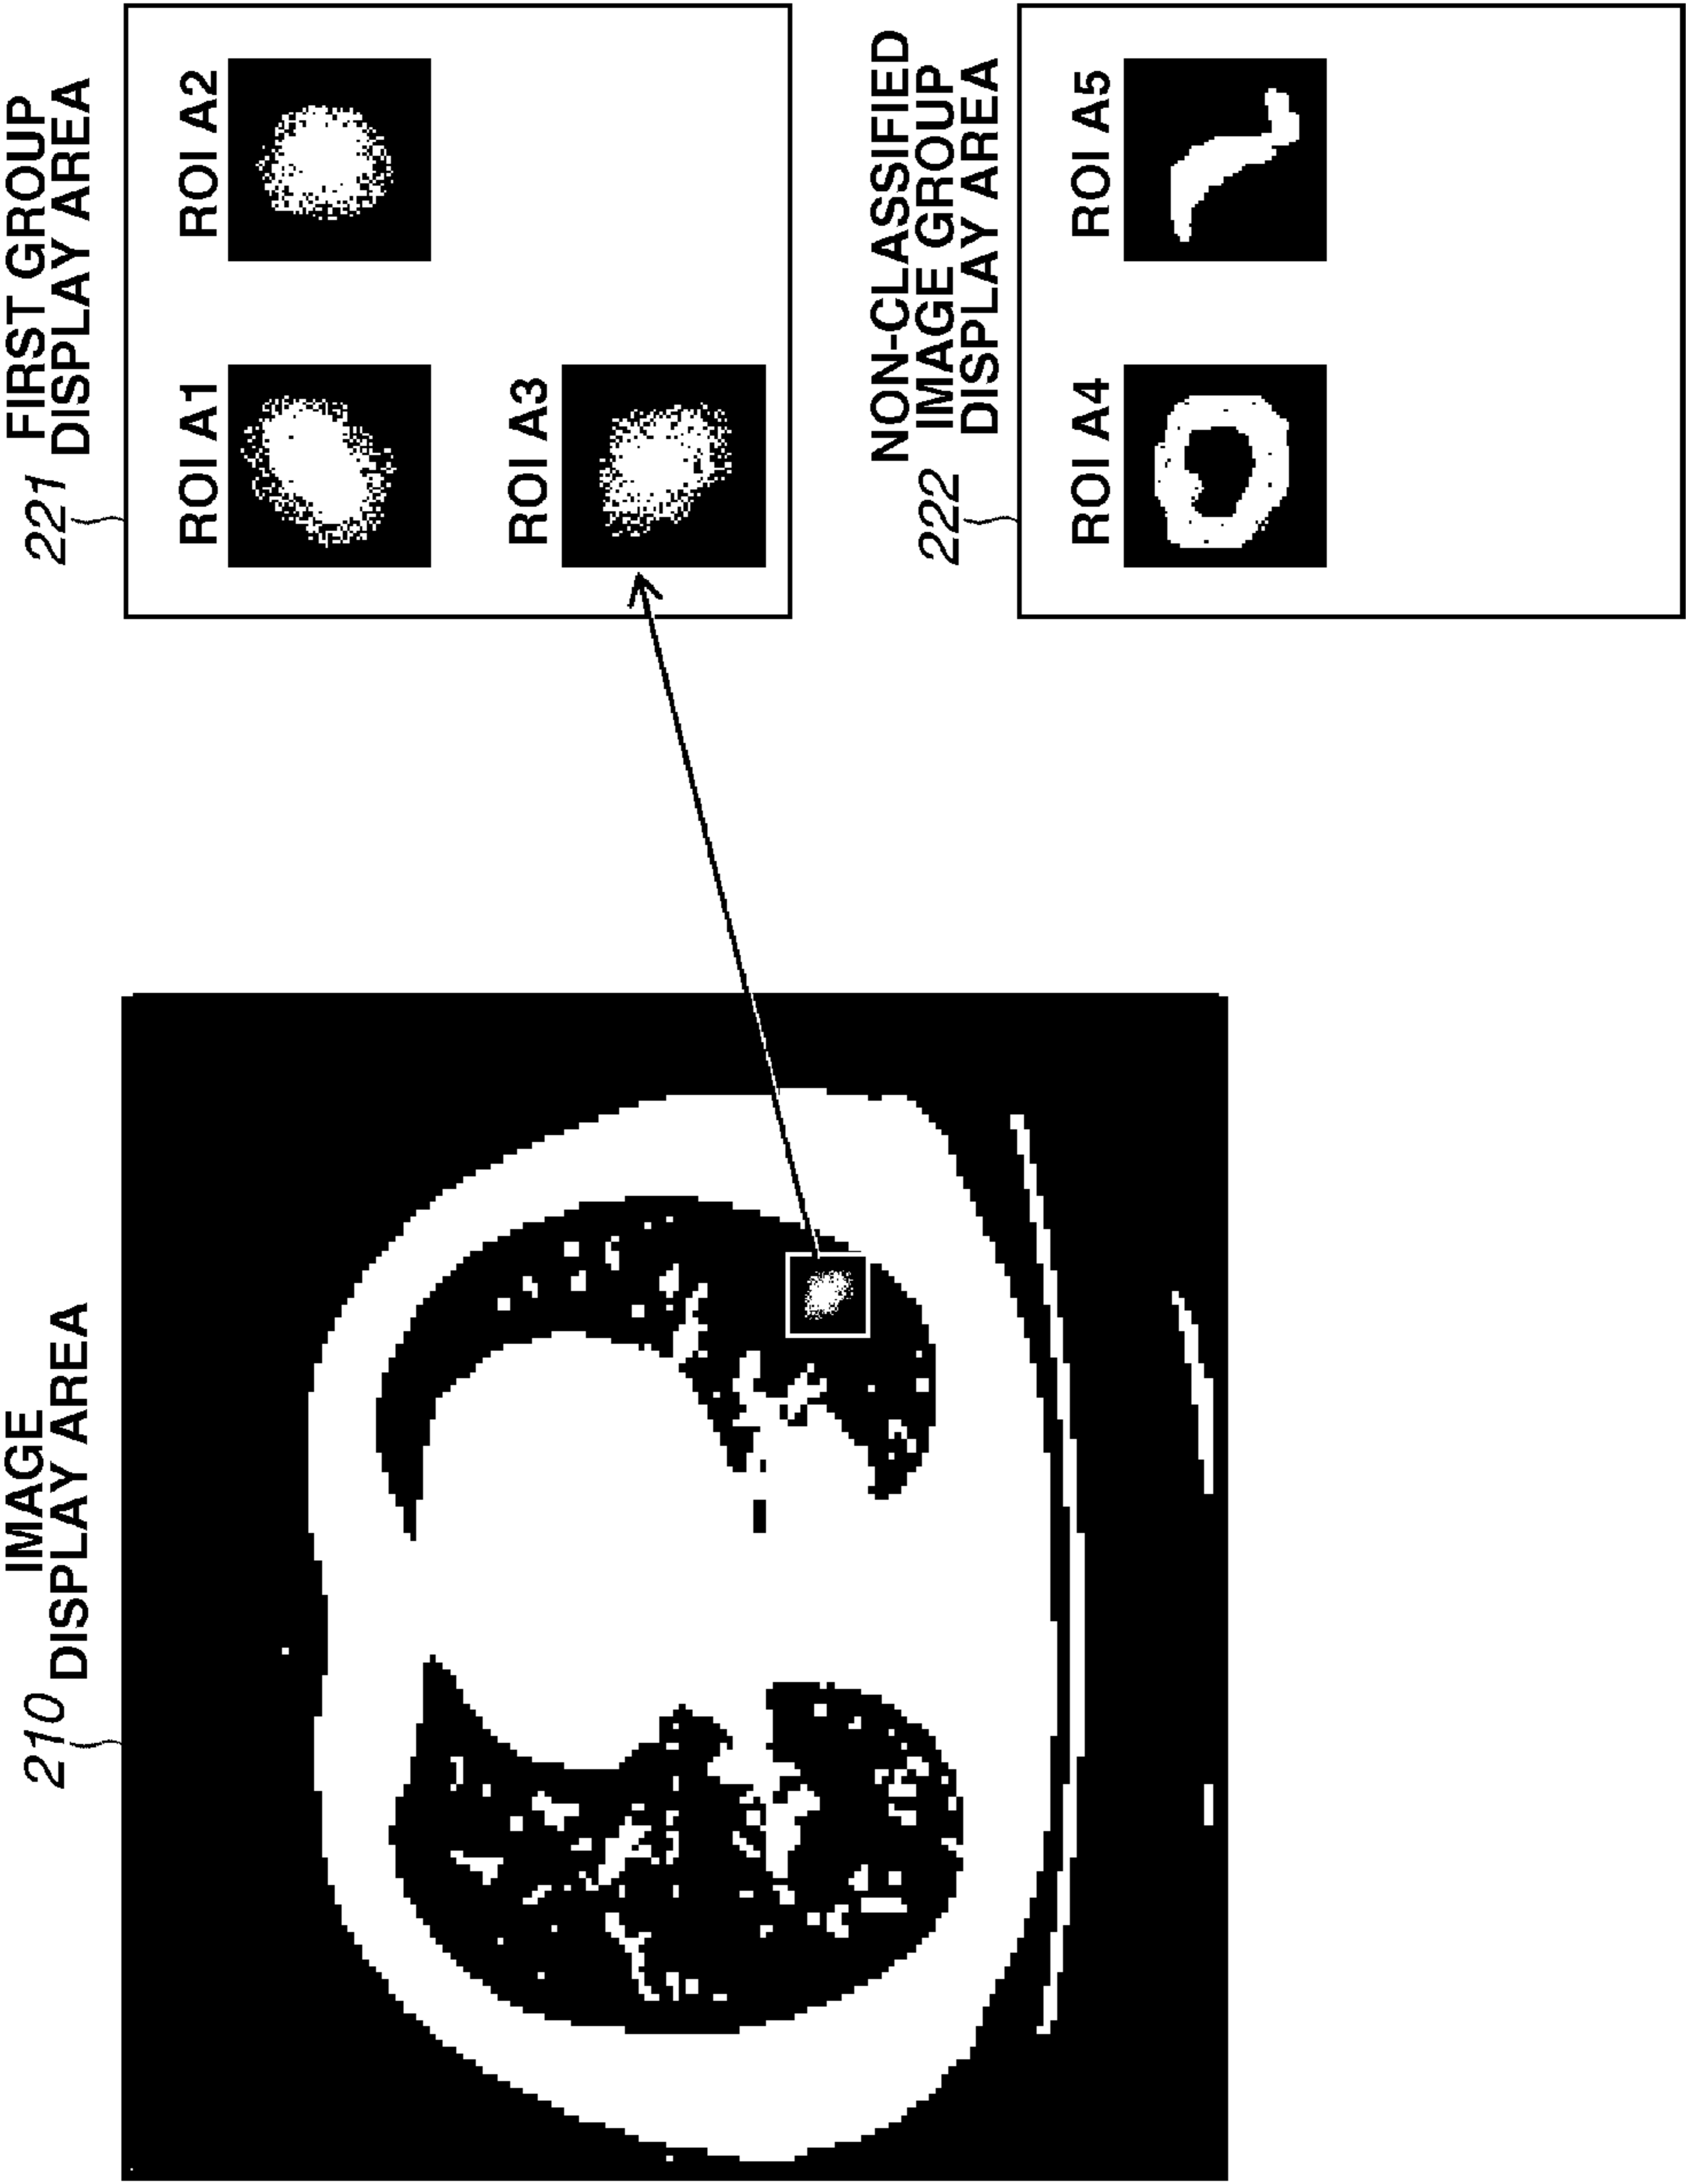 IMAGE
210 DISPLAY AREA
FIRST GROUP
221 DISPLAY AREA
ROI A1
ROI A2
ROI A3
NON-CLASSIFIED
IMAGE GROUP
222 DISPLAY AREA
ROI A4
ROI A5